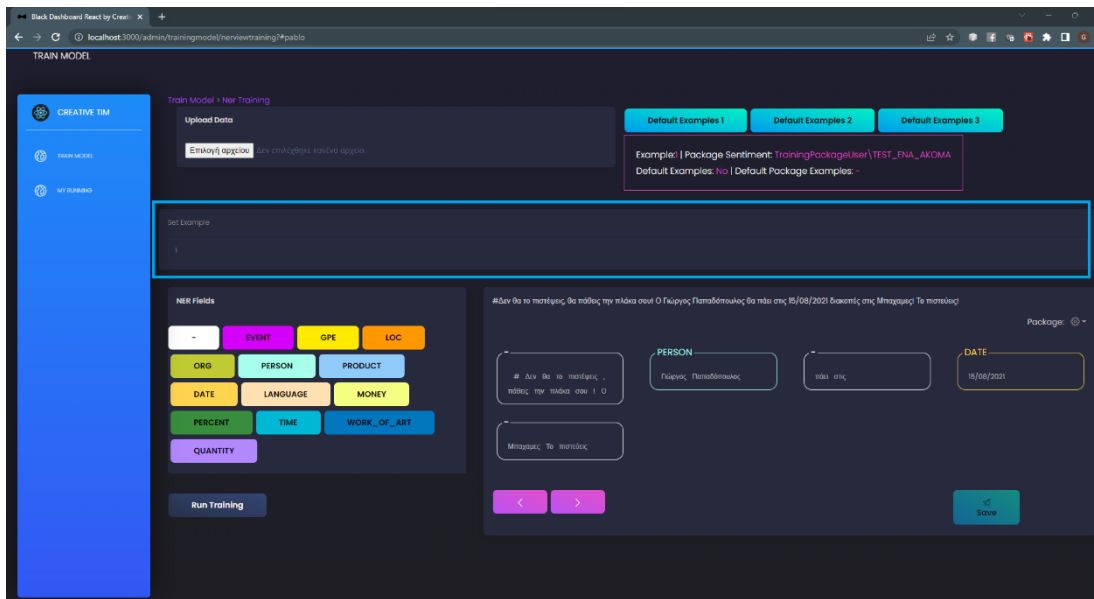 Black Dashboard React by Creati
localhost:3000/admin/trainingmodel/nerviewtraining?#pablo
TRAIN MODEL
CREATIVE TIM
TRAIN MODEL
MY RUNNING
Train Model > Ner Training
Upload Data
Επιλογή αρχείου Δεν επιλέχθηκε κανένα αρχείο.
Default Examples 1
Default Examples 2
Default Examples 3
Example:1 | Package Sentiment: TrainingPackageUser\TEST_ENA_AKOMA
Default Examples: No | Default Package Examples: -
Set Example
1
NER Fields
- EVENT GPE LOC
ORG PERSON PRODUCT
DATE LANGUAGE MONEY
PERCENT TIME WORK_OF_ART
QUANTITY
Run Training
#Δεν θα το πιστέψεις, θα πάθεις την πλάκα σου! Ο Γιώργος Παπαδόπουλος θα πάει στις 15/08/2021 διακοπές στις Μπαχαμες! Το πιστεύεις!
Package:
-
# Δεν θα το πιστέψεις ,
πάθεις την πλάκα σου ! Ο
PERSON
Γιώργος Παπαδόπουλος
-
πάει στις
DATE
15/08/2021
-
Μπαχαμες Το πιστεύεις
< >
Save